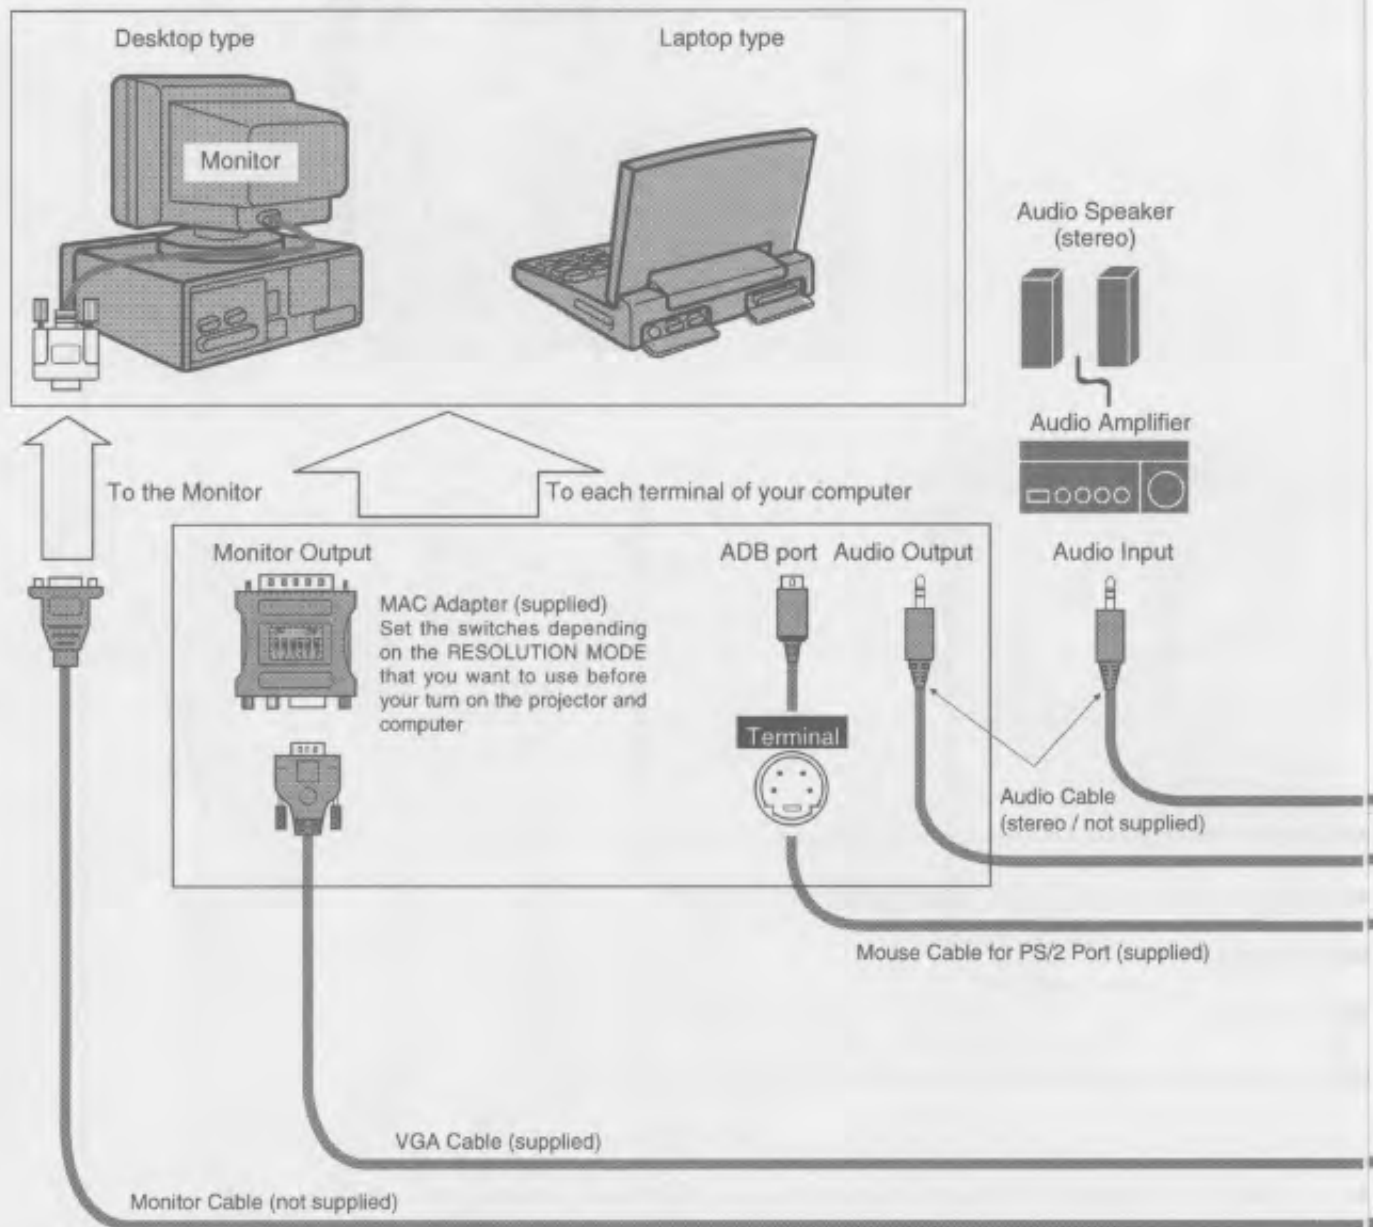 Desktop type
Laptop type
Monitor
Audio Speaker
(stereo)
Audio Amplifier
To the Monitor
To each terminal of your computer
Monitor Output
ADB port
Audio Output
Audio Input
MAC Adapter (supplied)
Set the switches depending
on the RESOLUTION MODE
that you want to use before
your turn on the projector and
computer
Terminal
Audio Cable
(stereo / not supplied)
Mouse Cable for PS/2 Port (supplied)
VGA Cable (supplied)
Monitor Cable (not supplied)